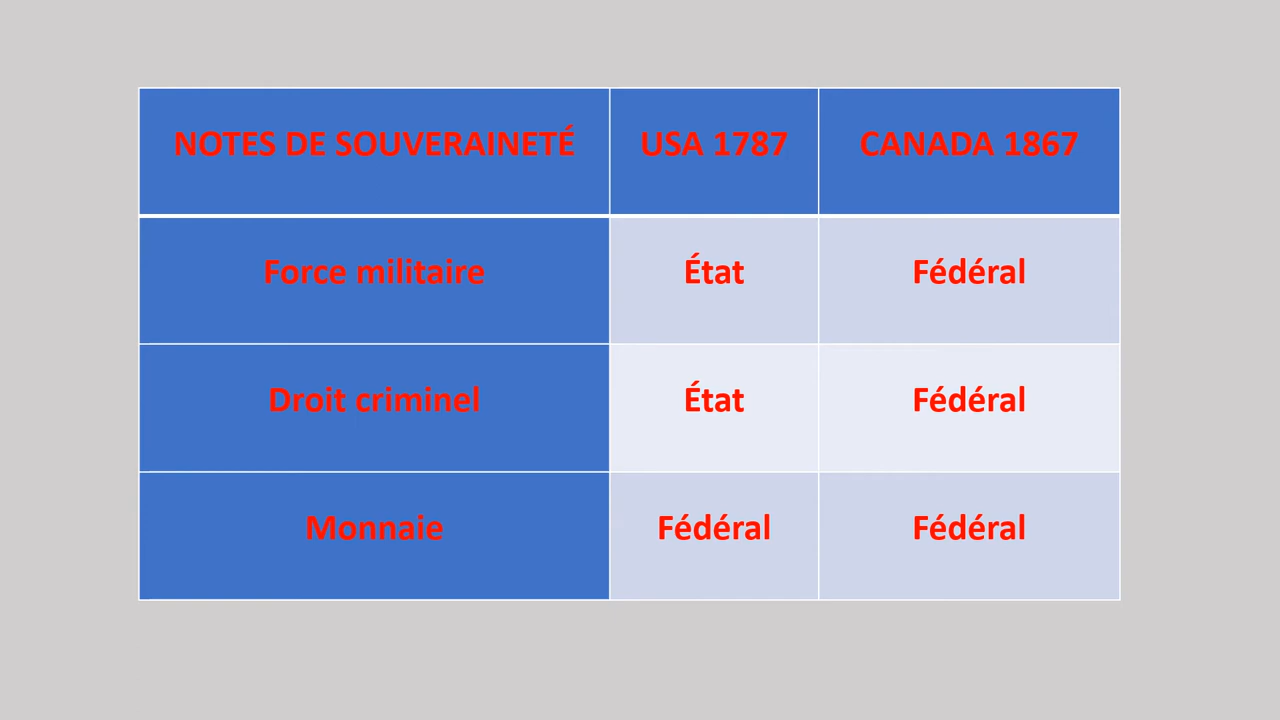 NOTES DE SOUVERAINETÉ USA 1787 CANADA 1867
Force militaire État Fédéral
Droit criminel État Fédéral
Monnaie Fédéral Fédéral